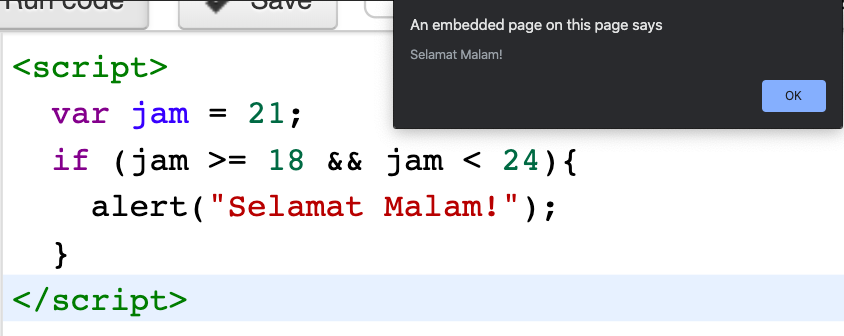 Run code
Save
An embedded page on this page says
Selamat Malam!
OK
<script>
var jam = 21;
if (jam >= 18 && jam < 24){
alert("Selamat Malam!");
}
</script>